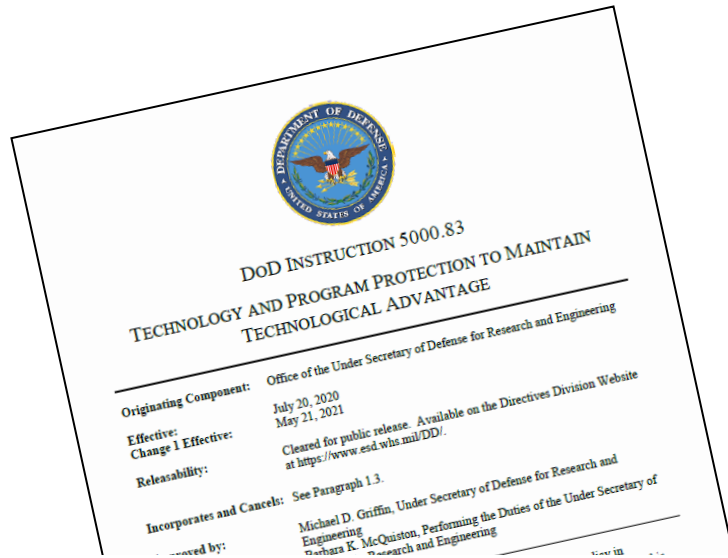 DEPARTMENT OF DEFENSE
UNITED STATES OF AMERICA
DOD INSTRUCTION 5000.83
TECHNOLOGY AND PROGRAM PROTECTION TO MAINTAIN
TECHNOLOGICAL ADVANTAGE
Originating Component: Office of the Under Secretary of Defense for Research and Engineering
Effective: July 20, 2020
Change 1 Effective: May 21, 2021
Releasability: Cleared for public release. Available on the Directives Division Website
at https://www.esd.whs.mil/DD/.
Incorporates and Cancels: See Paragraph 1.3.
by: Michael D. Griffin, Under Secretary of Defense for Research and
Engineering
Barbara K. McQuiston, Performing the Duties of the Under Secretary of
Research and Engineering
in